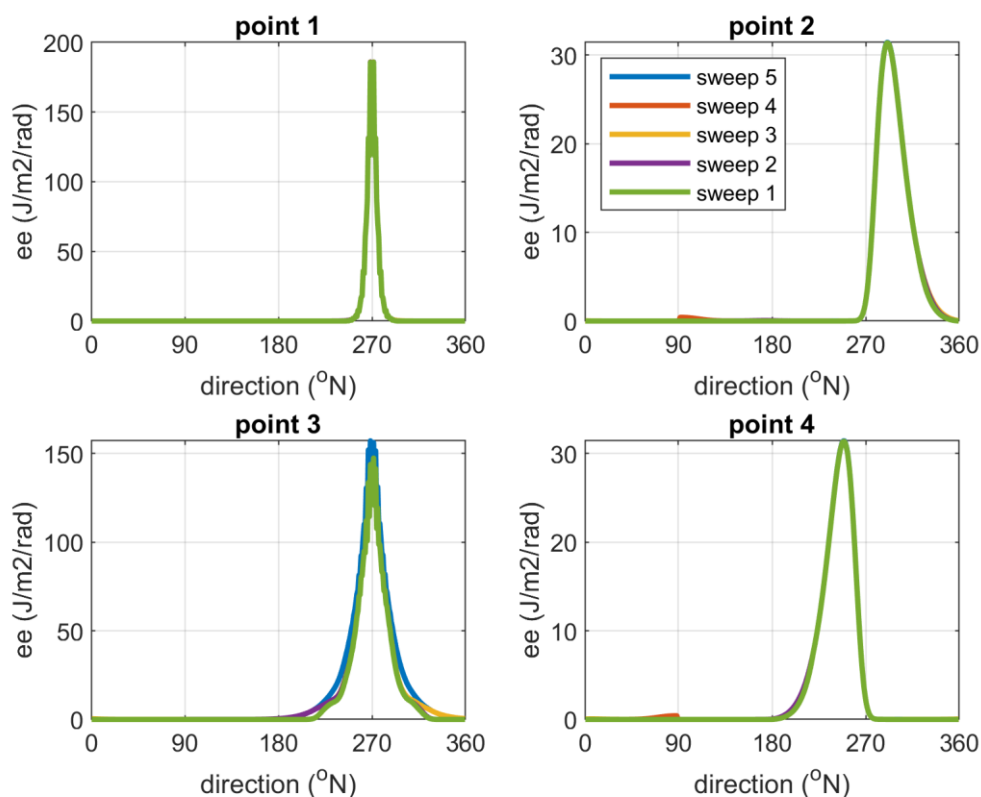 point 1
200
150
100
50
0
ee (J/m2/rad)
0 90 180 270 360
direction (°N)
point 2
30
20
10
0
ee (J/m2/rad)
sweep 5
sweep 4
sweep 3
sweep 2
sweep 1
0 90 180 270 360
direction (°N)
point 3
150
100
50
0
ee (J/m2/rad)
0 90 180 270 360
direction (°N)
point 4
30
20
10
0
ee (J/m2/rad)
0 90 180 270 360
direction (°N)